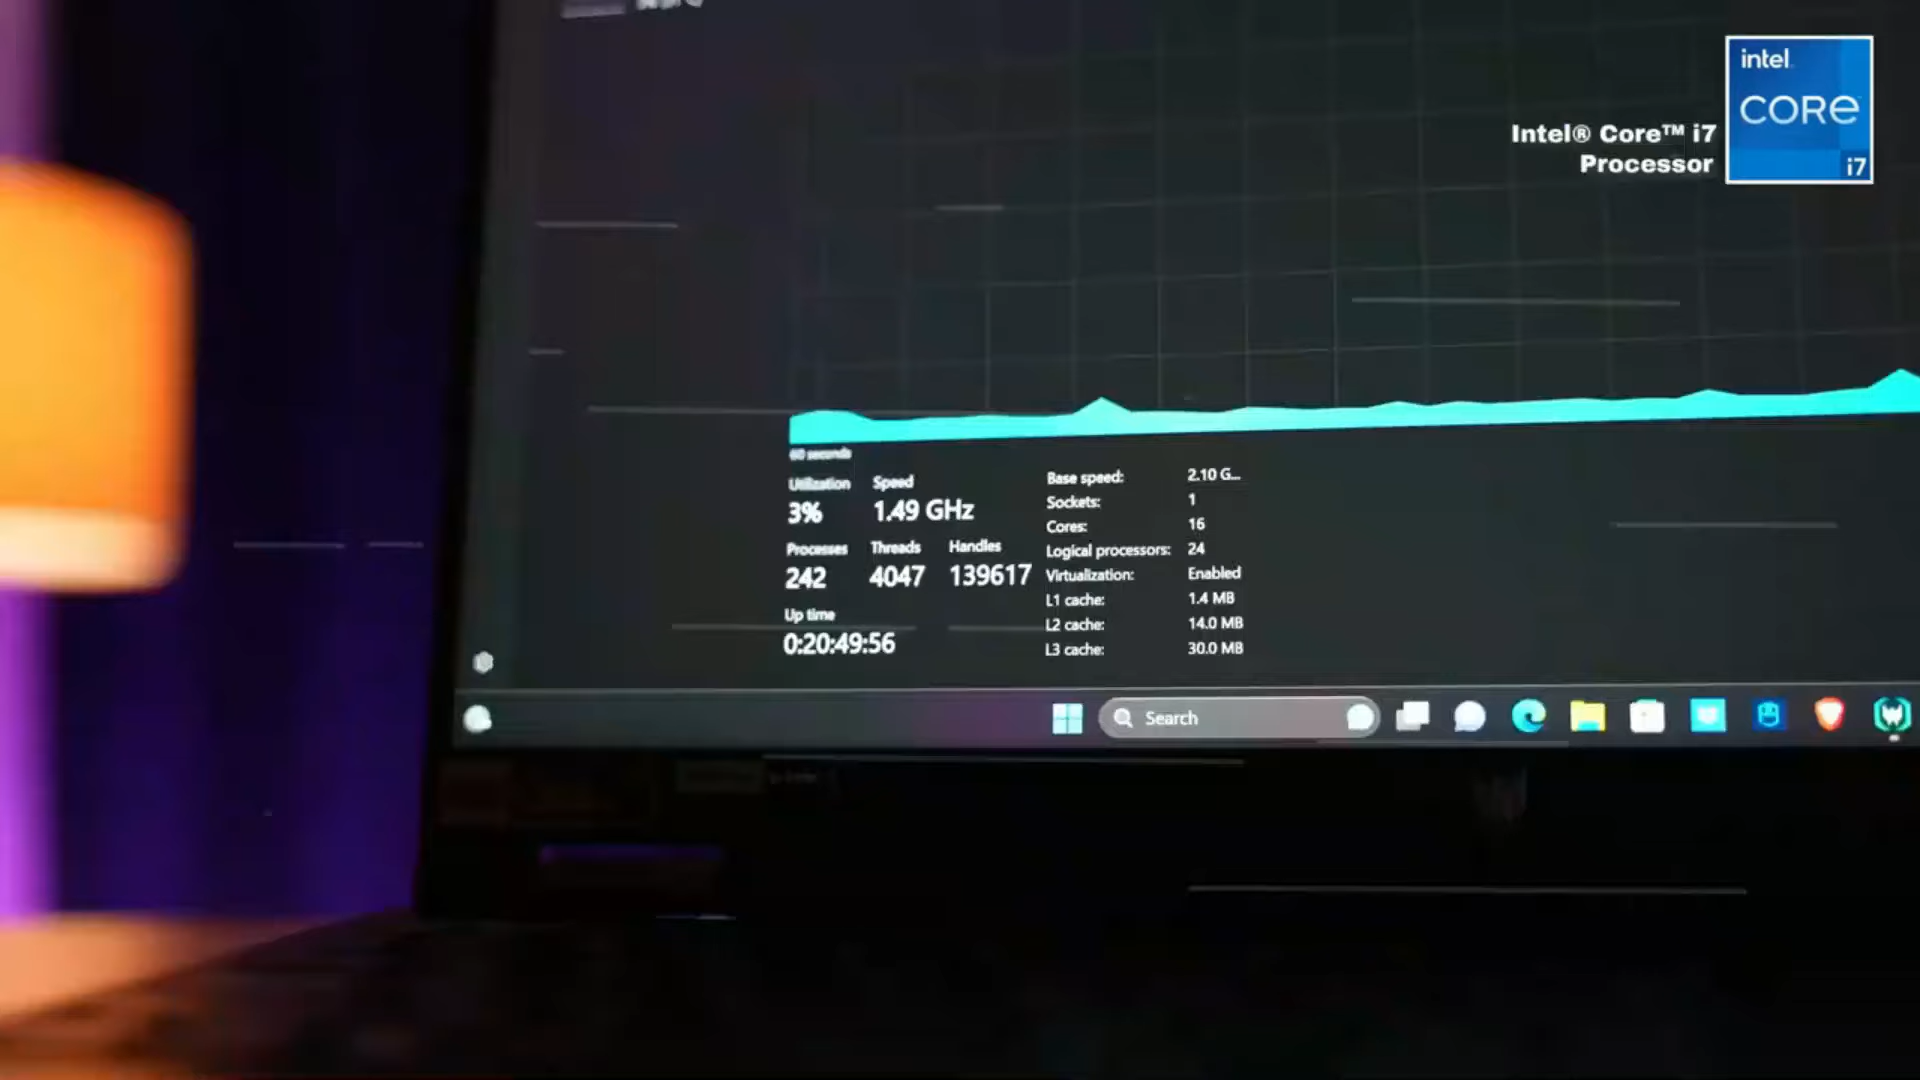 intel
CORE
i7
Intel® Core™ i7
Processor
60 seconds
Utilization
3%
Speed
1.49 GHz
Processes
242
Threads
4047
Handles
139617
Up time
0:20:49:56
Base speed: 2.10 G...
Sockets: 1
Cores: 16
Logical processors: 24
Virtualization: Enabled
L1 cache: 1.4 MB
L2 cache: 14.0 MB
L3 cache: 30.0 MB
Search